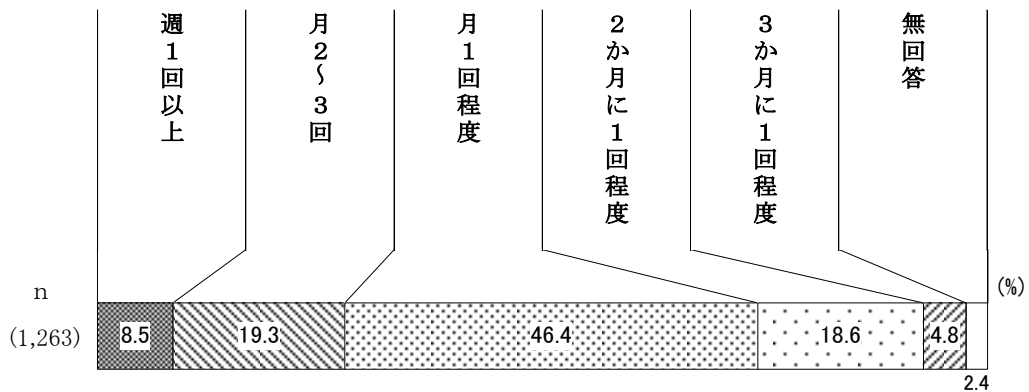 週1回以上
月2～3回
月1回程度
2か月に1回程度
3か月に1回程度
無回答
(%)
n
(1,263)
8.5
19.3
46.4
18.6
4.8
2.4